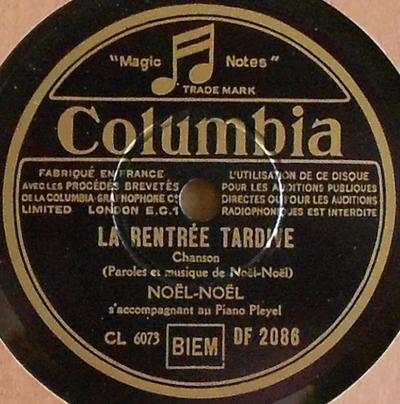 "Magic Notes"
TRADE MARK
Columbia
FABRIQUÉ EN FRANCE
AVEC LES PROCÉDÉS BREVETÉS
DE LA COLUMBIA-GRAPHOPHONE Cº
LIMITED LONDON E.C.1
L'UTILISATION DE CE DISQUE
POUR LES AUDITIONS PUBLIQUES
DIRECTES OU POUR LES AUDITIONS
RADIOPHONIQUES EST INTERDITE
LA RENTRÉE TARDIVE
Chanson
(Paroles et musique de Noël-Noël)
NOËL-NOËL
s'accompagnant au Piano Pleyel
CL 6073 BIEM DF 2086